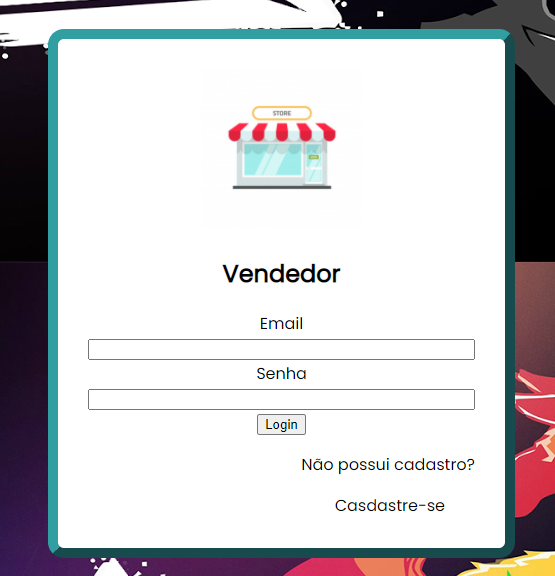 STORE
Vendedor
Email
Senha
Login
Não possui cadastro?
Casdastre-se